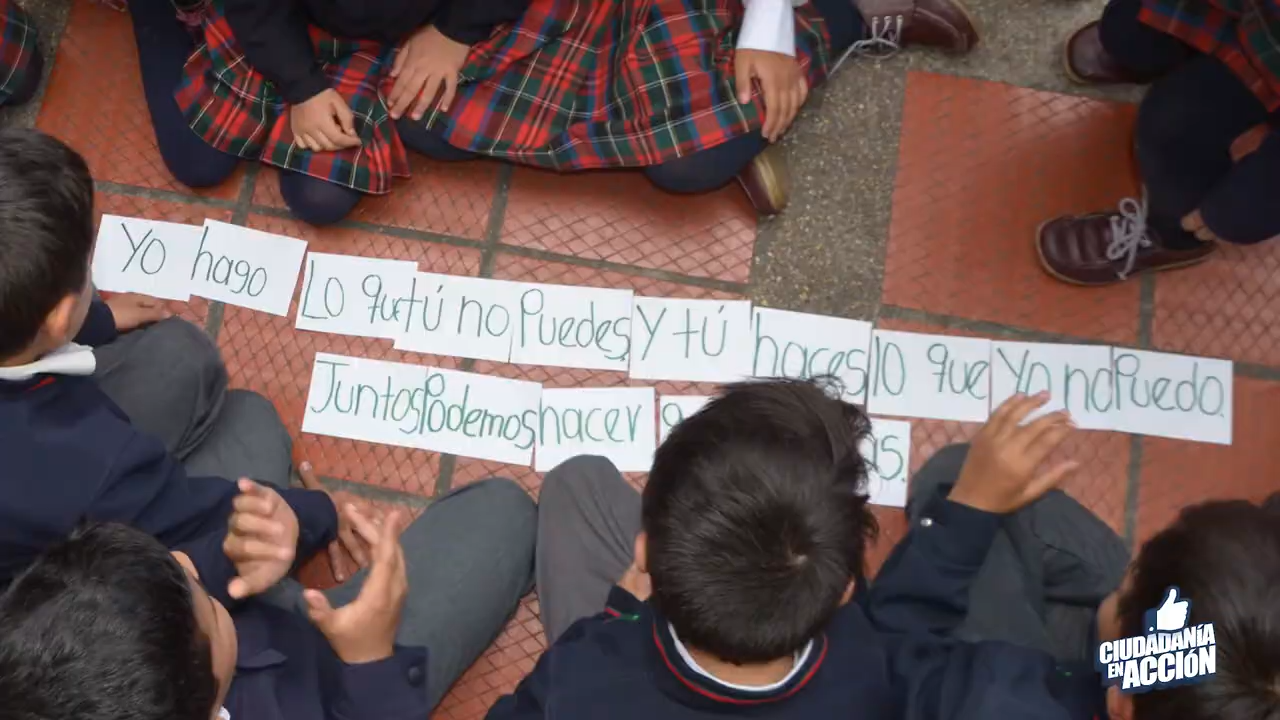 Yo hago Lo que tú no Puedes, Y tú haces lo que Yo no Puedo.
Juntos Podemos hacer
CIUDADANÍA
EN ACCIÓN